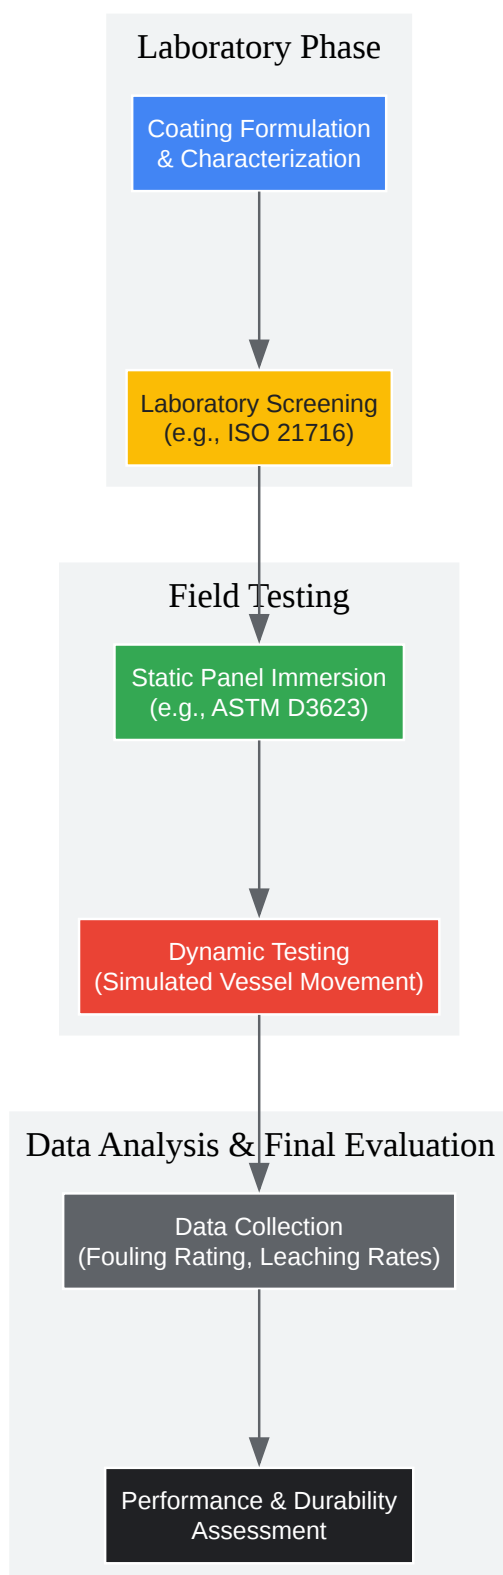 Laboratory Phase
Coating Formulation
& Characterization
Laboratory Screening
(e.g., ISO 21716)
Field Testing
Static Panel Immersion
(e.g., ASTM D3623)
Dynamic Testing
(Simulated Vessel Movement)
Data Analysis & Final Evaluation
Data Collection
(Fouling Rating, Leaching Rates)
Performance & Durability
Assessment